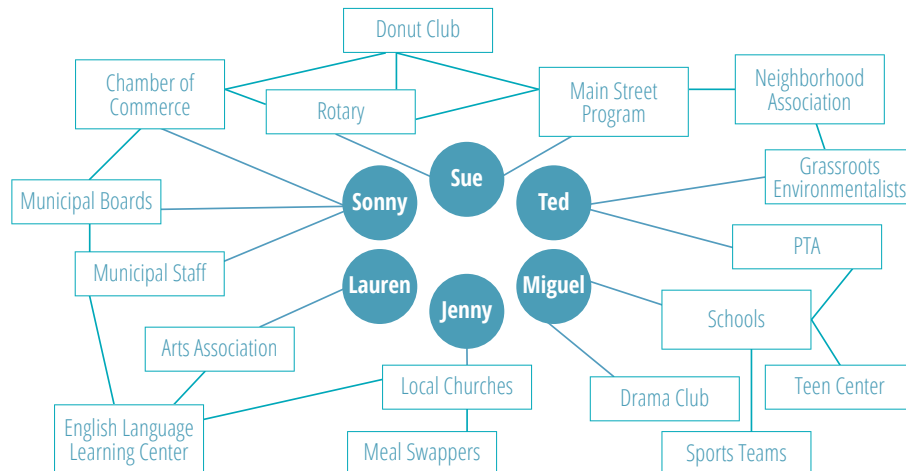 Donut Club
Chamber of
Commerce
Rotary
Main Street
Program
Neighborhood
Association
Grassroots
Environmentalists
Municipal Boards
Sonny
Sue
Ted
PTA
Municipal Staff
Lauren
Jenny
Miguel
Schools
Arts Association
Local Churches
Drama Club
Teen Center
English Language
Learning Center
Meal Swappers
Sports Teams